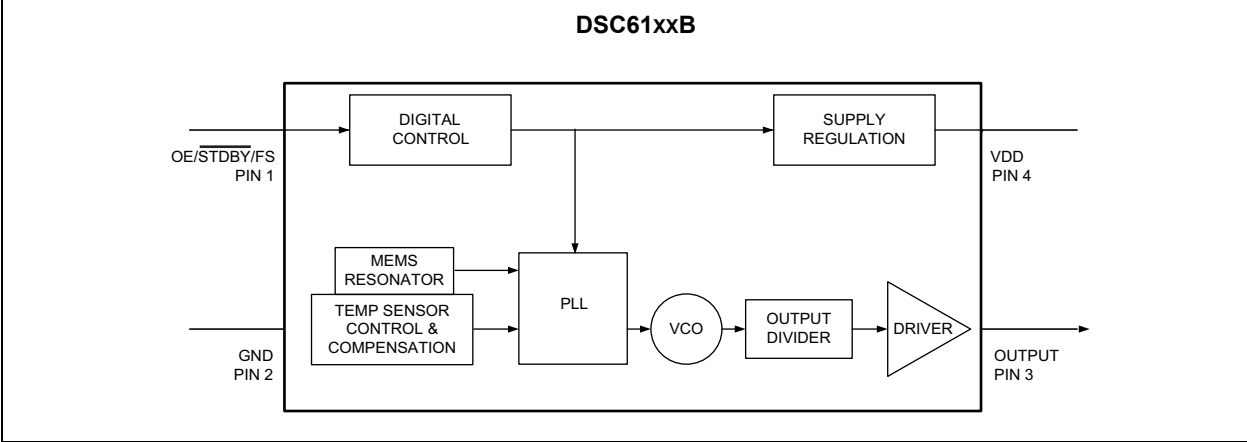 DSC61xxB
DIGITAL
CONTROL
SUPPLY
REGULATION
OE/STDBY/FS
PIN 1
VDD
PIN 4
MEMS
RESONATOR
TEMP SENSOR
CONTROL &
COMPENSATION
PLL
VCO
OUTPUT
DIVIDER
DRIVER
GND
PIN 2
OUTPUT
PIN 3